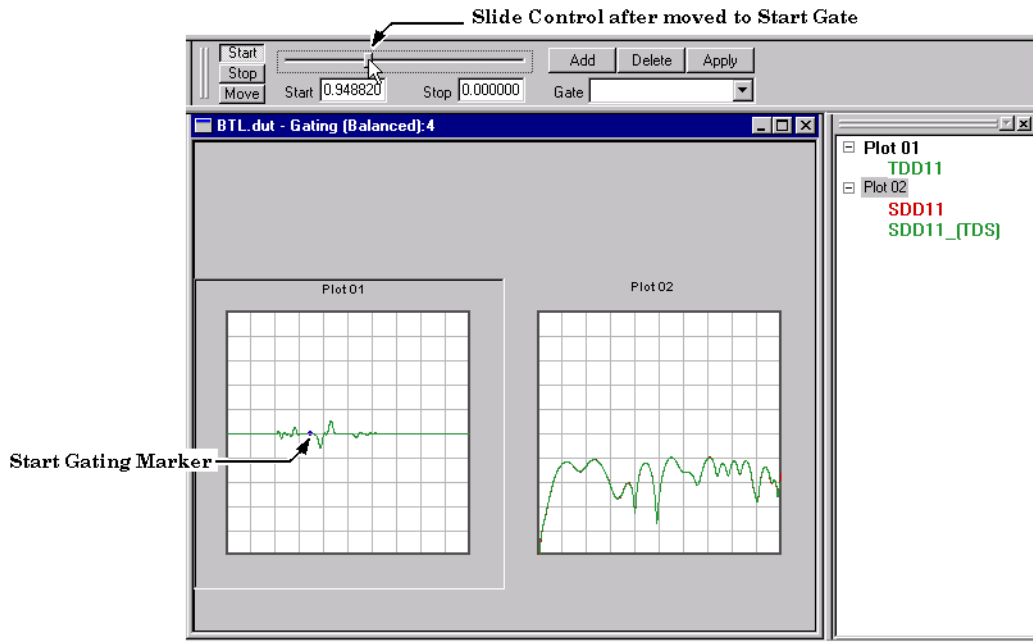 Slide Control after moved to Start Gate
Start
Stop
Move
Start 0.948820 Stop 0.000000
Add Delete Apply
Gate
BTL.dut - Gating (Balanced):4
Plot 01
Plot 02
Start Gating Marker
Plot 01
TDD11
Plot 02
SDD11
SDD11_(TDS)